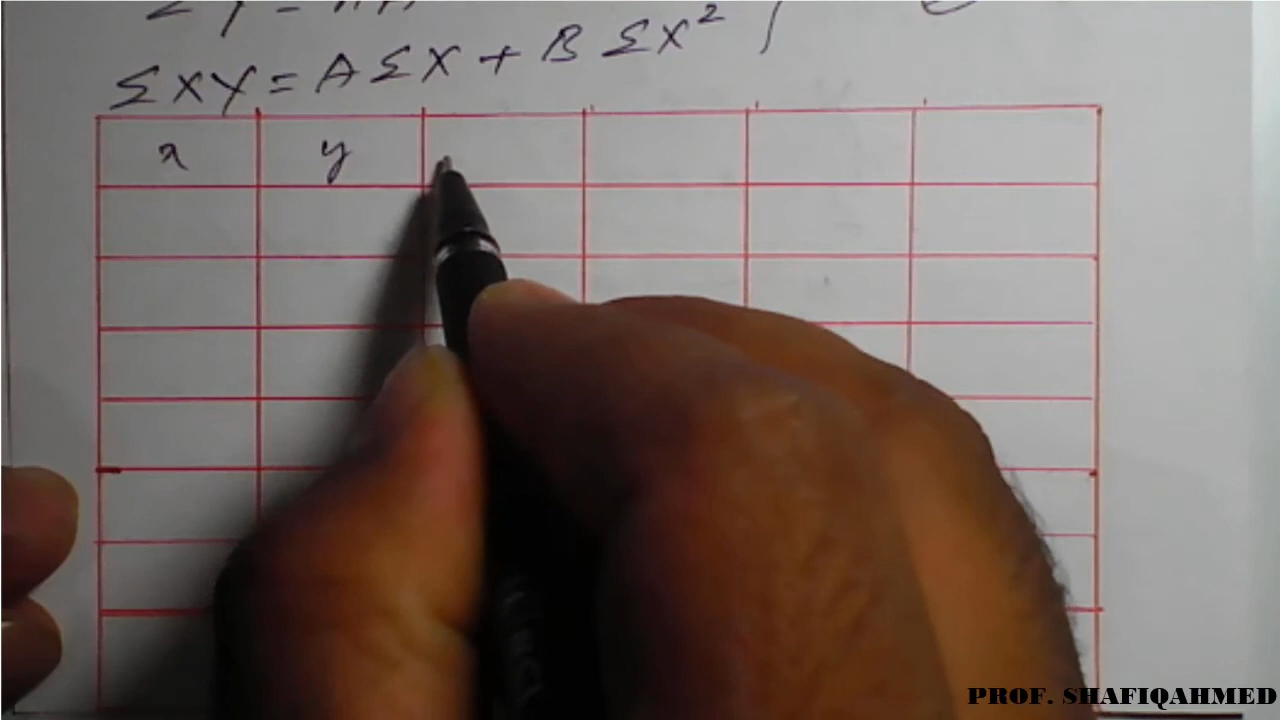 ΣXY = AΣX + BΣX²
x y
PROF. SHAFIQAHMED